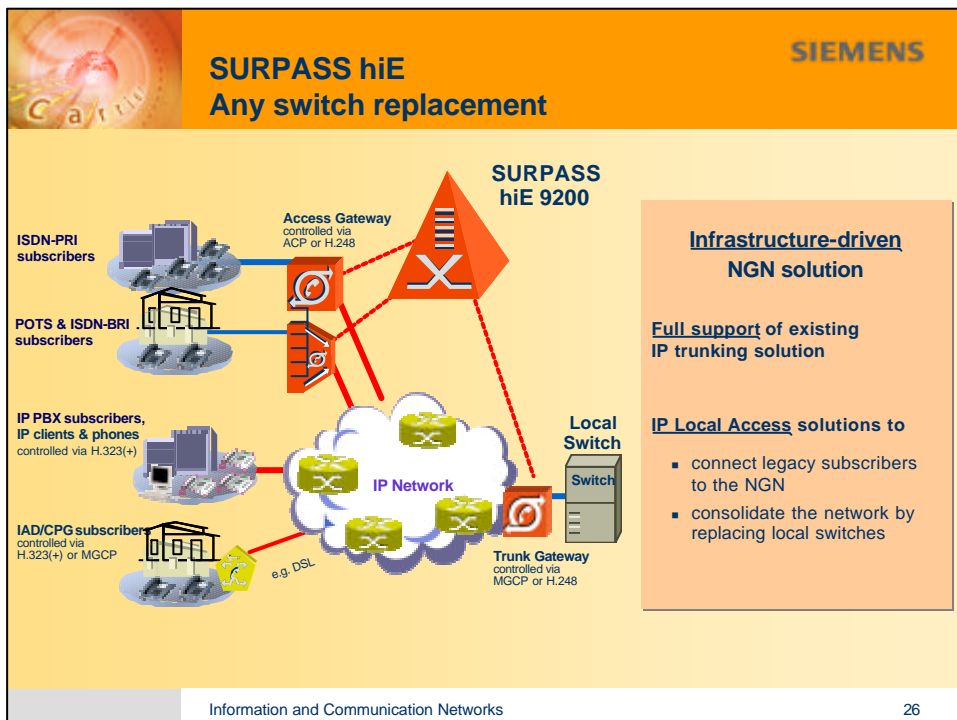 Carrie
SURPASS hiE
Any switch replacement
SIEMENS
SURPASS
hiE 9200
Access Gateway
controlled via
ACP or H.248
ISDN-PRI
subscribers
POTS & ISDN-BRI
subscribers
IP PBX subscribers,
IP clients & phones
controlled via H.323(+)
IAD/CPG subscribers
controlled via
H.323(+) or MGCP
e.g. DSL
IP Network
Local
Switch
Switch
Trunk Gateway
controlled via
MGCP or H.248
Infrastructure-driven
NGN solution
Full support of existing
IP trunking solution
IP Local Access solutions to
▪ connect legacy subscribers
to the NGN
▪ consolidate the network by
replacing local switches
Information and Communication Networks
26